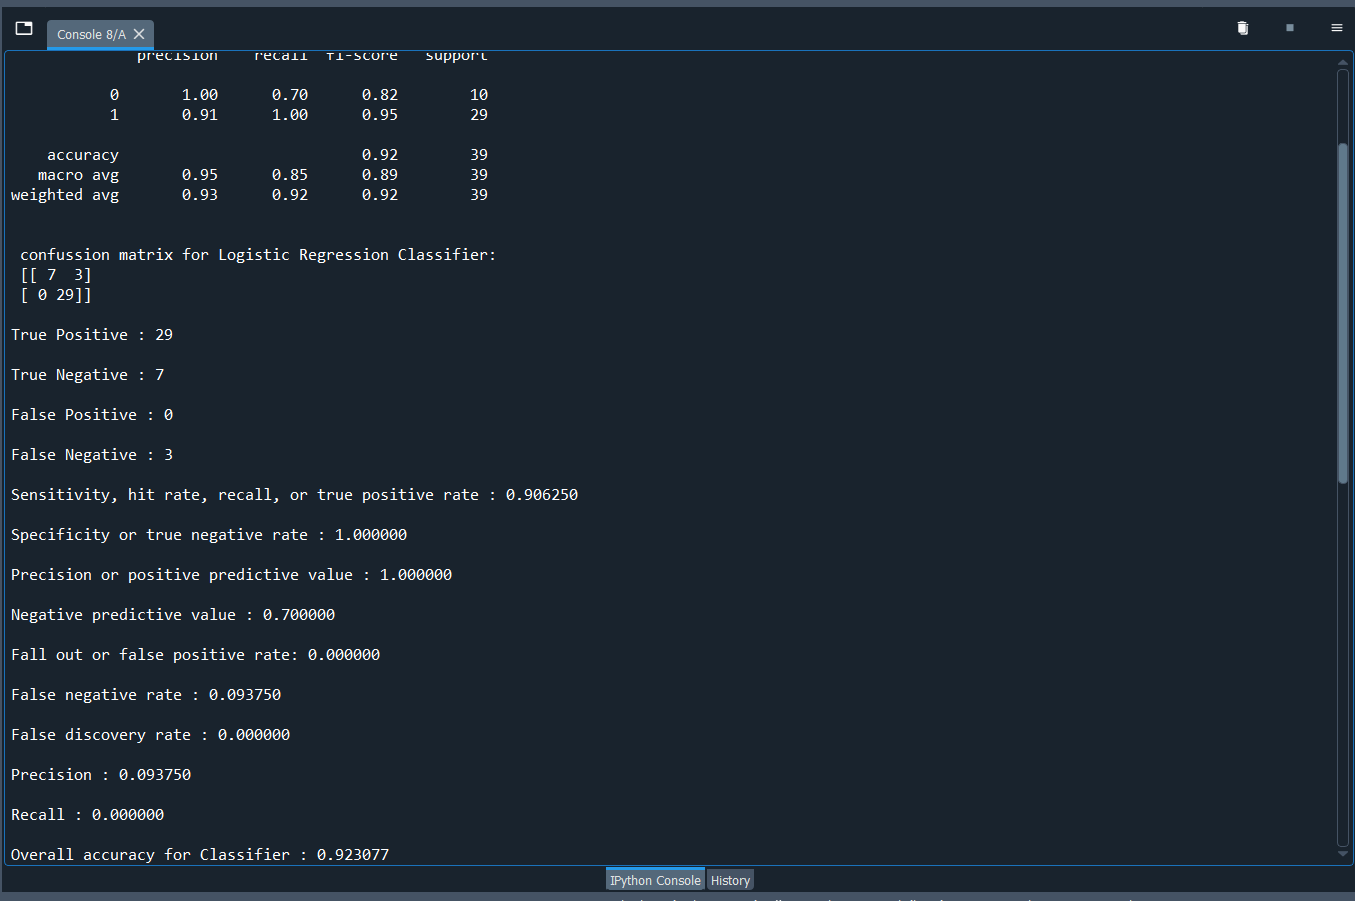 Console 8/A
precision recall f1-score support
0 1.00 0.70 0.82 10
1 0.91 1.00 0.95 29
accuracy 0.92 39
macro avg 0.95 0.85 0.89 39
weighted avg 0.93 0.92 0.92 39
confussion matrix for Logistic Regression Classifier:
[[ 7 3]
[ 0 29]]
True Positive : 29
True Negative : 7
False Positive : 0
False Negative : 3
Sensitivity, hit rate, recall, or true positive rate : 0.906250
Specificity or true negative rate : 1.000000
Precision or positive predictive value : 1.000000
Negative predictive value : 0.700000
Fall out or false positive rate: 0.000000
False negative rate : 0.093750
False discovery rate : 0.000000
Precision : 0.093750
Recall : 0.000000
Overall accuracy for Classifier : 0.923077
IPython Console History